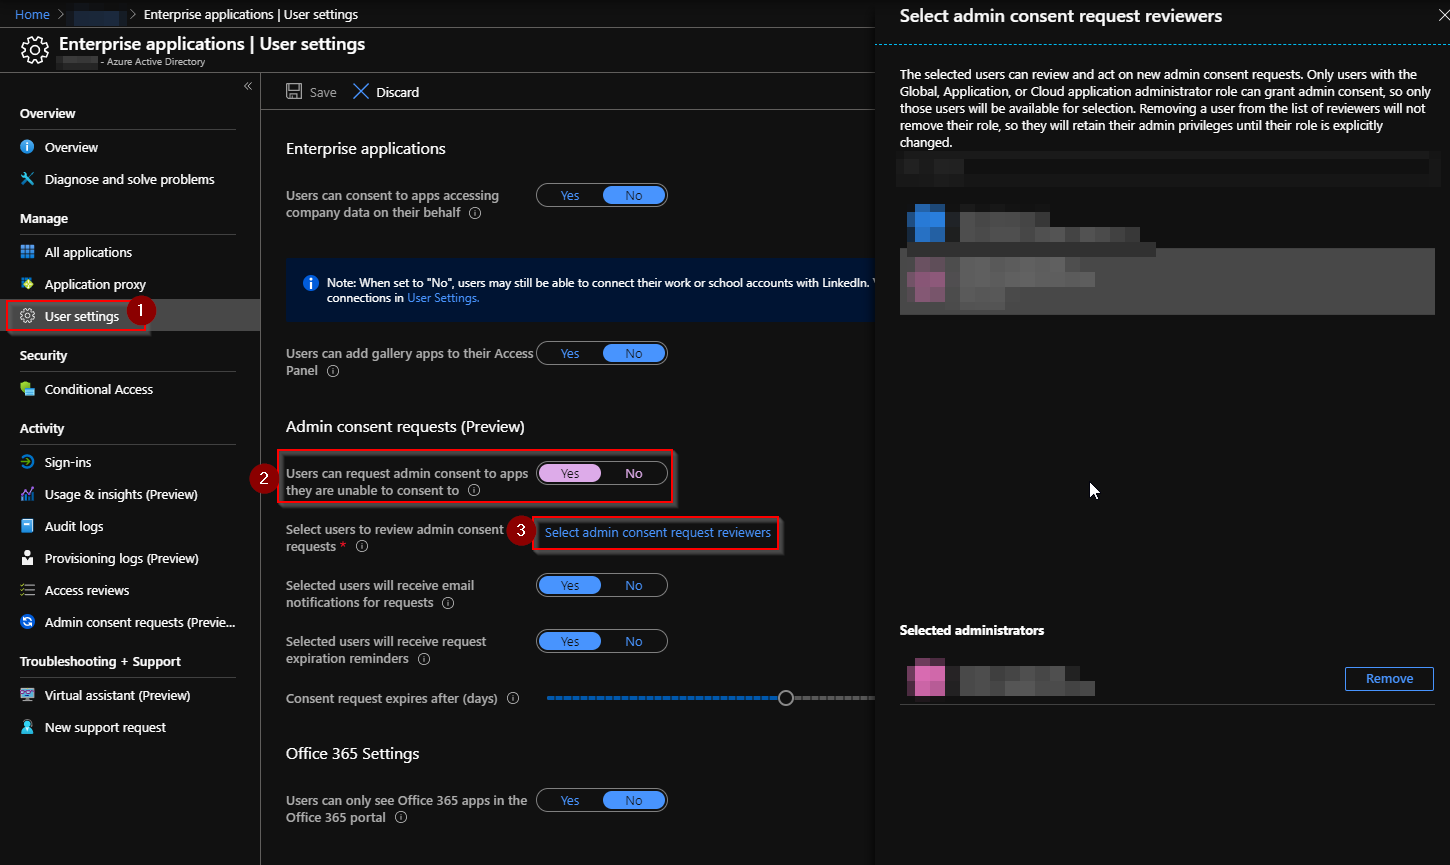 Home > > Enterprise applications | User settings
Enterprise applications | User settings
- Azure Active Directory
«
Overview
Overview
Diagnose and solve problems
Manage
All applications
Application proxy
User settings
1
Security
Conditional Access
Activity
Sign-ins
Usage & insights (Preview)
Audit logs
Provisioning logs (Preview)
Access reviews
Admin consent requests (Previe...
Troubleshooting + Support
Virtual assistant (Preview)
New support request
Save Discard
Enterprise applications
Users can consent to apps accessing
company data on their behalf
Yes No
Note: When set to "No", users may still be able to connect their work or school accounts with LinkedIn.
connections in User Settings.
Users can add gallery apps to their Access
Panel
Yes No
Admin consent requests (Preview)
2
Users can request admin consent to apps
they are unable to consent to
Yes No
Select users to review admin consent
requests *
3
Select admin consent request reviewers
Selected users will receive email
notifications for requests
Yes No
Selected users will receive request
expiration reminders
Yes No
Consent request expires after (days)
Office 365 Settings
Users can only see Office 365 apps in the
Office 365 portal
Yes No
Select admin consent request reviewers
The selected users can review and act on new admin consent requests. Only users with the
Global, Application, or Cloud application administrator role can grant admin consent, so only
those users will be available for selection. Removing a user from the list of reviewers will not
remove their role, so they will retain their admin privileges until their role is explicitly
changed.
Selected administrators
Remove